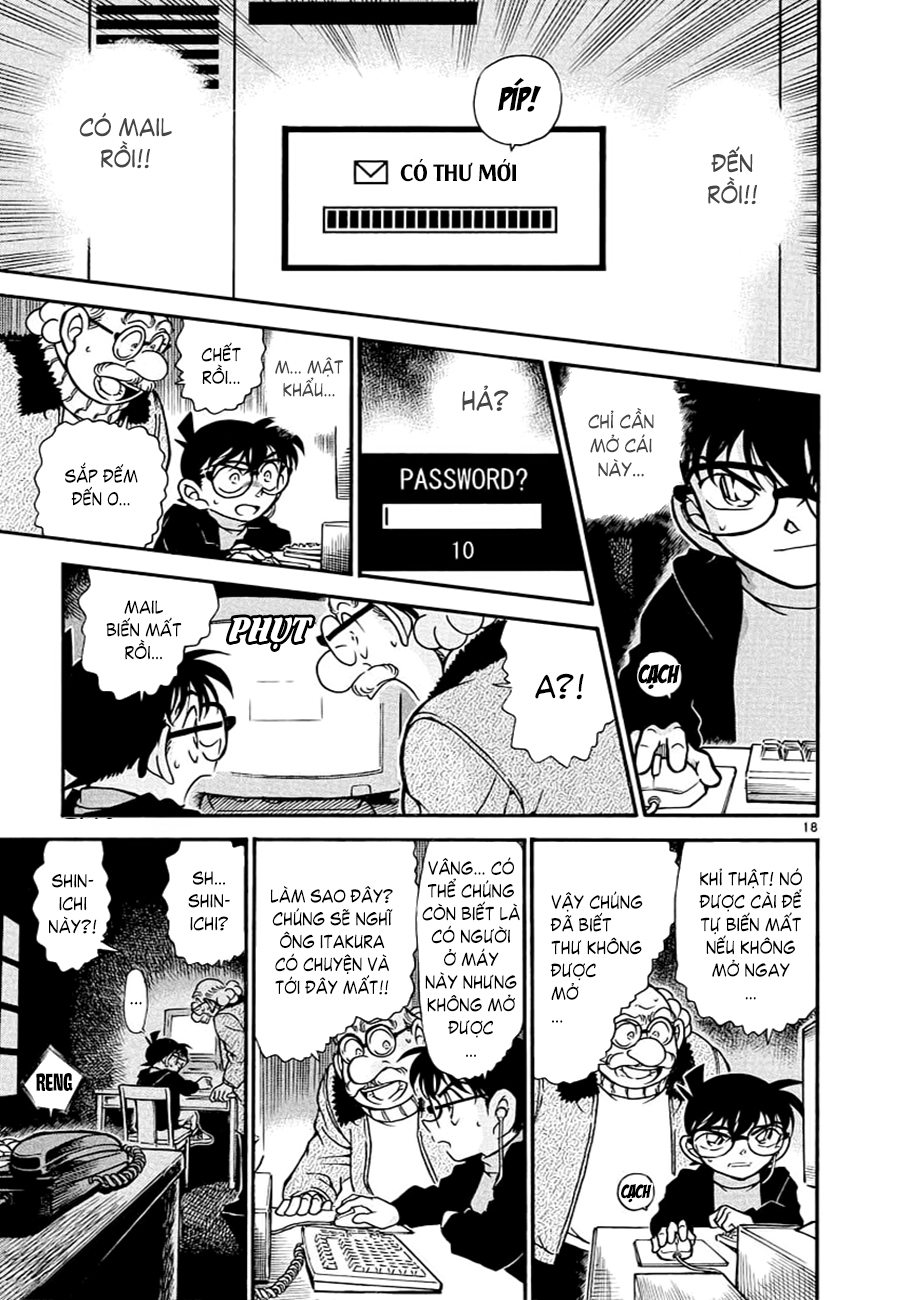 ĐẾN
RỒI!!
PÍP!
CÓ THƯ MỚI
CÓ MAIL
RỒI!!
CHỈ CẦN
MỞ CÁI
NÀY...
CẠCH
HẢ?
PASSWORD?
10
M... MẬT
KHẨU...
CHẾT
RỒI...
SẮP ĐẾM
ĐẾN 0...
A?!
PHỤT
MAIL
BIẾN MẤT
RỒI...
18
KHỈ THẬT! NÓ
ĐƯỢC CÀI ĐỂ
TỰ BIẾN MẤT
NẾU KHÔNG
MỞ NGAY
...
VẬY CHÚNG
ĐÃ BIẾT
THƯ KHÔNG
ĐƯỢC
MỞ
...
CẠCH
VÂNG... CÓ
THỂ CHÚNG
CÒN BIẾT LÀ
CÓ NGƯỜI
Ở MÁY
NÀY NHƯNG
KHÔNG MỞ
ĐƯỢC
...
LÀM SAO ĐÂY?
CHÚNG SẼ NGHĨ
ÔNG ITAKURA
CÓ CHUYỆN VÀ
TỚI ĐÂY MẤT!!
SH...
SHIN-
ICHI?
...
SHIN-
ICHI
NÀY?!
RENG